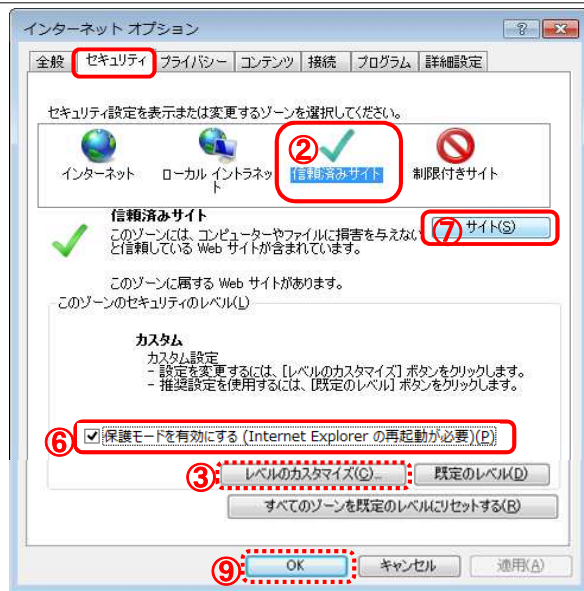 インターネット オプション
全般 セキュリティ プライバシー コンテンツ 接続 プログラム 詳細設定
セキュリティ設定を表示または変更するゾーンを選択してください。
②
インターネット ローカル イントラネット 信頼済みサイト 制限付きサイト
信頼済みサイト
このゾーンには、コンピューターやファイルに損害を与えない
と信頼している Web サイトが含まれています。
⑦ サイト(S)
このゾーンに属する Web サイトがあります。
このゾーンのセキュリティのレベル(L)
カスタム
カスタム設定
- 設定を変更するには、[レベルのカスタマイズ] ボタンをクリックします。
- 推奨設定を使用するには、[既定のレベル] ボタンをクリックします。
⑥ 保護モードを有効にする (Internet Explorer の再起動が必要)(P)
③ レベルのカスタマイズ(C)... 既定のレベル(D)
すべてのゾーンを既定のレベルにリセットする(R)
⑨ OK キャンセル 適用(A)